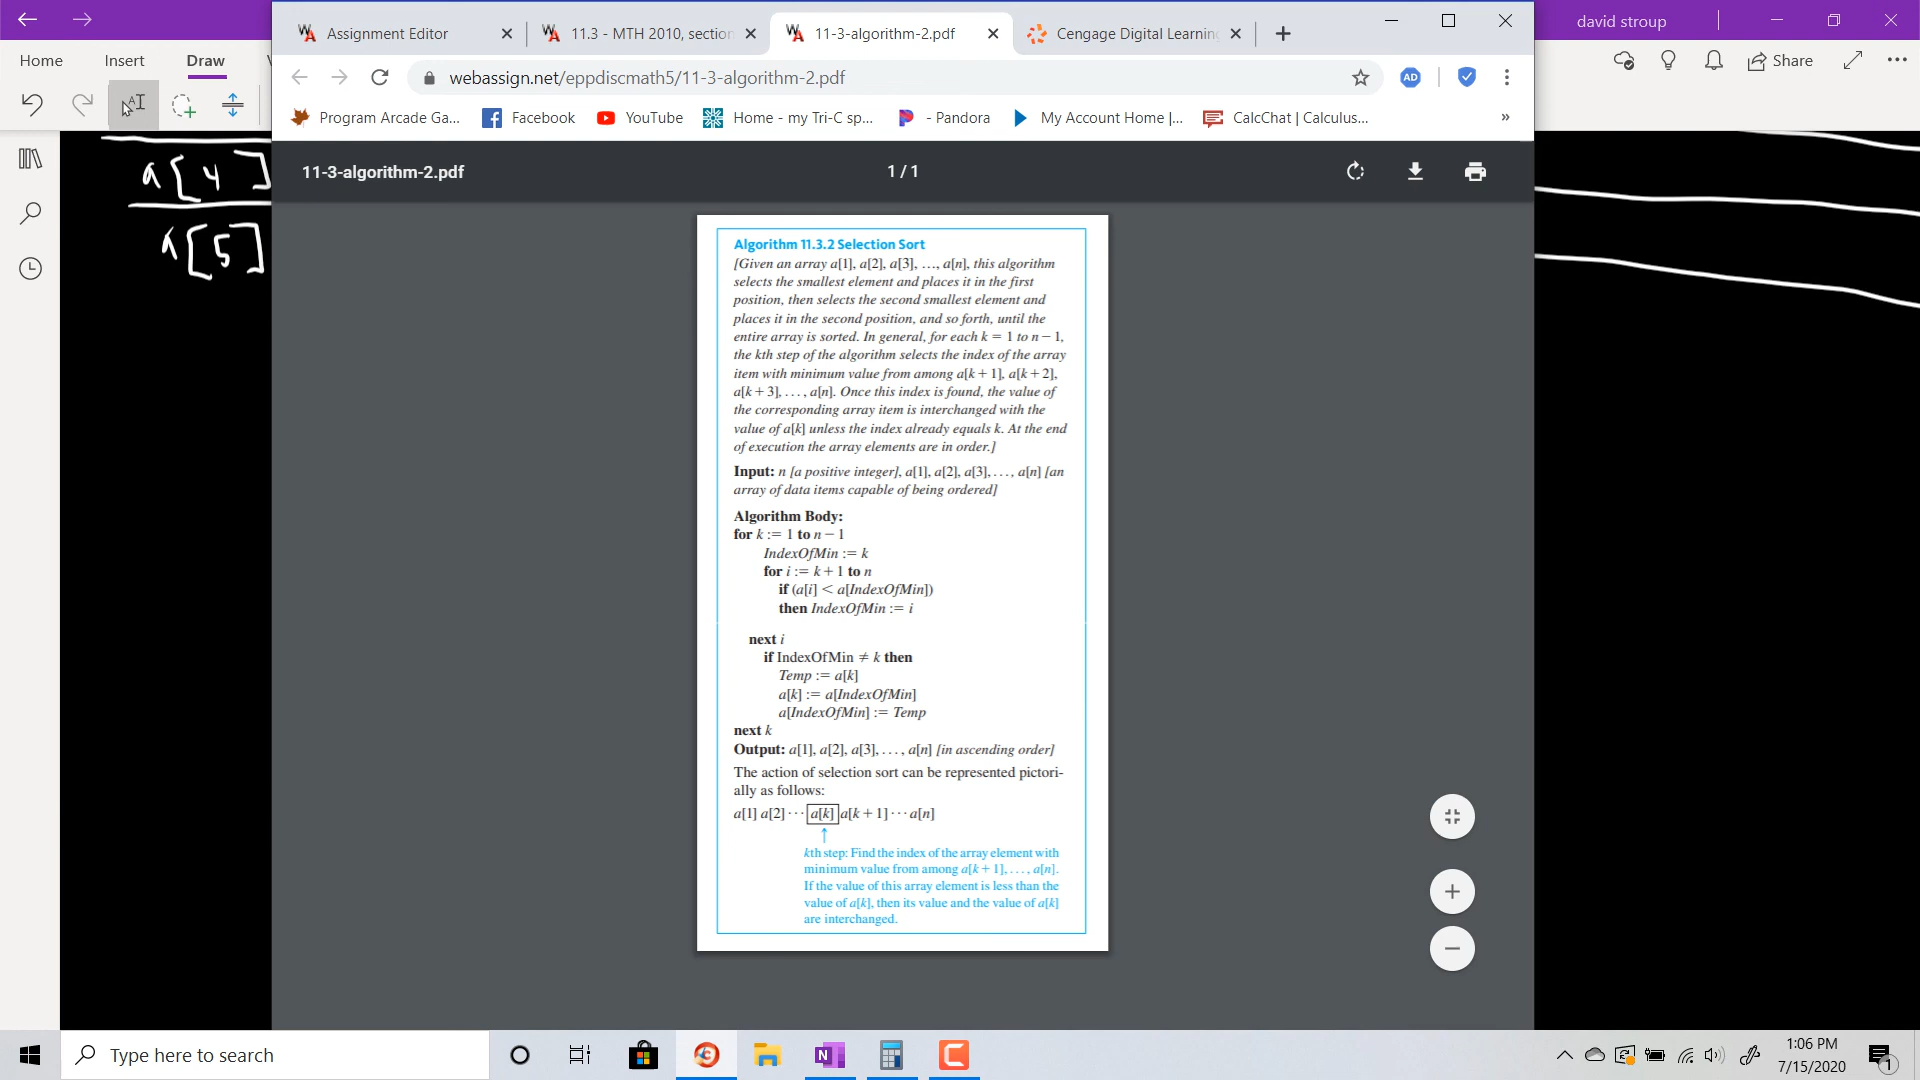 Assignment Editor
11.3 - MTH 2010, section
11-3-algorithm-2.pdf
Cengage Digital Learning
david stroup
Home
Insert
Draw
webassign.net/eppdiscmath5/11-3-algorithm-2.pdf
AD
Share
Program Arcade Ga...
Facebook
YouTube
Home - my Tri-C sp...
- Pandora
My Account Home |...
CalcChat | Calculus...
»
a[4]
a[5]
11-3-algorithm-2.pdf
1 / 1
Algorithm 11.3.2 Selection Sort
[Given an array a[1], a[2], a[3], …, a[n], this algorithm
selects the smallest element and places it in the first
position, then selects the second smallest element and
places it in the second position, and so forth, until the
entire array is sorted. In general, for each k = 1 to n − 1,
the kth step of the algorithm selects the index of the array
item with minimum value from among a[k + 1], a[k + 2],
a[k + 3], . . . , a[n]. Once this index is found, the value of
the corresponding array item is interchanged with the
value of a[k] unless the index already equals k. At the end
of execution the array elements are in order.]
Input: n [a positive integer], a[1], a[2], a[3], . . . , a[n] [an
array of data items capable of being ordered]
Algorithm Body:
for k := 1 to n − 1
IndexOfMin := k
for i := k + 1 to n
if (a[i] < a[IndexOfMin])
then IndexOfMin := i
next i
if IndexOfMin ≠ k then
Temp := a[k]
a[k] := a[IndexOfMin]
a[IndexOfMin] := Temp
next k
Output: a[1], a[2], a[3], . . . , a[n] [in ascending order]
The action of selection sort can be represented pictori-
ally as follows:
a[1] a[2] · · · a[k] a[k + 1] · · · a[n]
kth step: Find the index of the array element with
minimum value from among a[k + 1], . . . , a[n].
If the value of this array element is less than the
value of a[k], then its value and the value of a[k]
are interchanged.
Type here to search
1:06 PM
7/15/2020
1